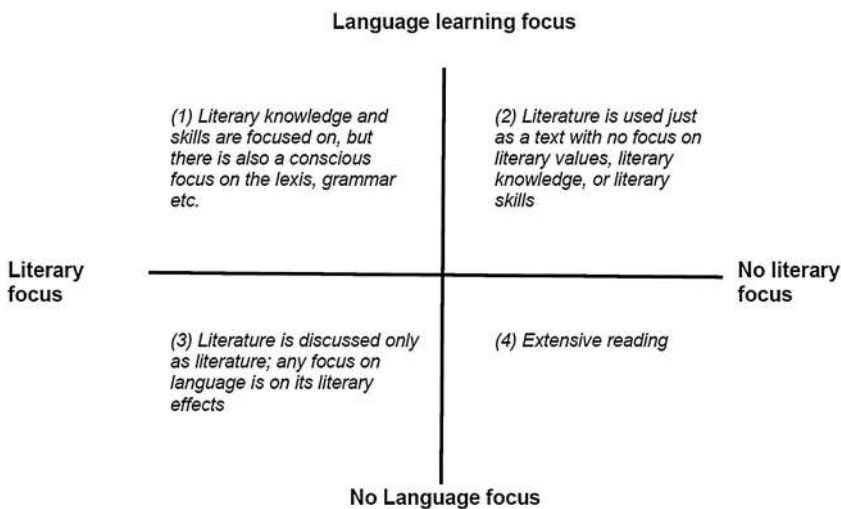 Language learning focus
(1) Literary knowledge and
skills are focused on, but
there is also a conscious
focus on the lexis, grammar
etc.
(2) Literature is used just
as a text with no focus on
literary values, literary
knowledge, or literary
skills
Literary
focus
No literary
focus
(3) Literature is discussed only
as literature; any focus on
language is on its literary
effects
(4) Extensive reading
No Language focus